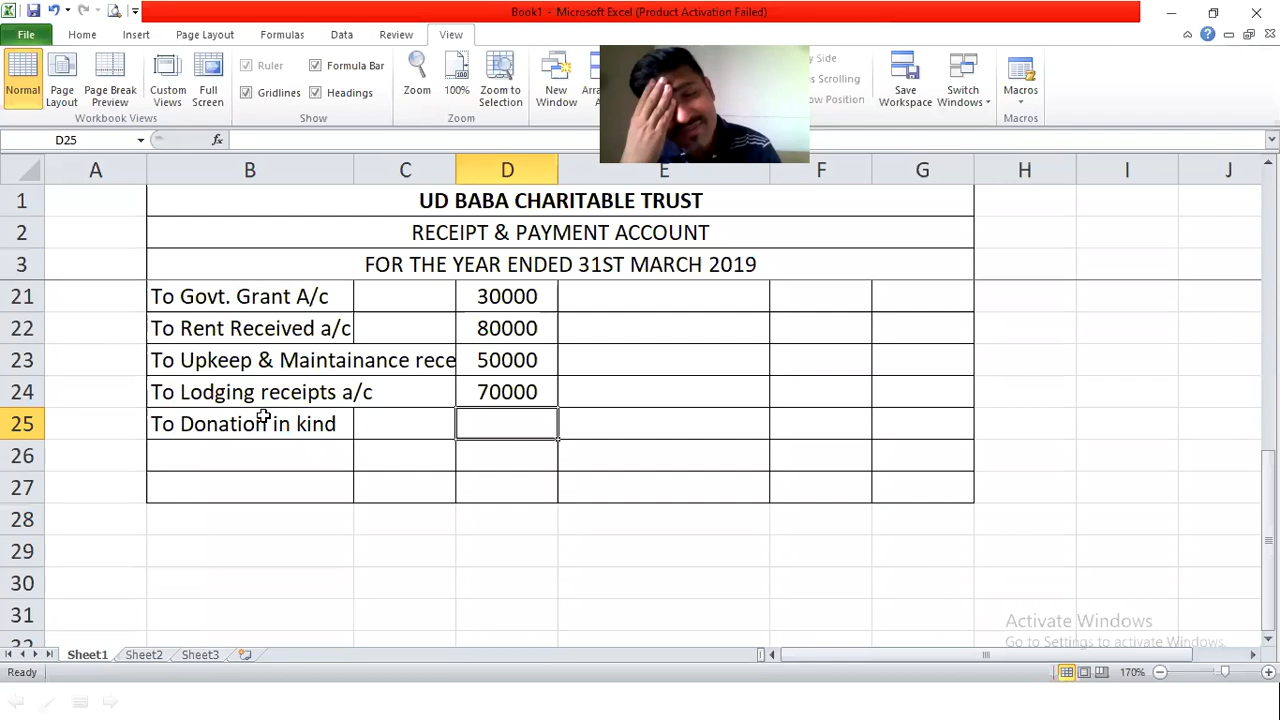 Book1 - Microsoft Excel (Product Activation Failed)
File Home Insert Page Layout Formulas Data Review View
Normal
Page Layout
Page Break Preview
Custom Views
Full Screen
Workbook Views
Ruler
Formula Bar
Gridlines
Headings
Show
Zoom
100%
Zoom to Selection
Zoom
New Window
Side
Scrolling
Position
Save Workspace
Switch Windows
Macros
Macros
D25 fx
A B C D E F G H I J
1 UD BABA CHARITABLE TRUST
2 RECEIPT & PAYMENT ACCOUNT
3 FOR THE YEAR ENDED 31ST MARCH 2019
21 To Govt. Grant A/c 30000
22 To Rent Received a/c 80000
23 To Upkeep & Maintainance rece 50000
24 To Lodging receipts a/c 70000
25 To Donation in kind
26
27
28
29
30
31
Activate Windows
Go to Settings to activate Windows.
Sheet1 Sheet2 Sheet3
Ready 170%